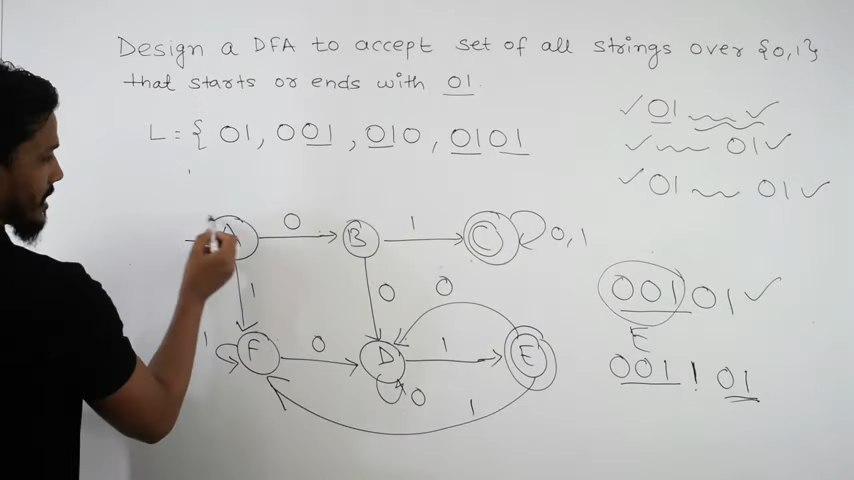 Design a DFA to accept set of all strings over {0,1}
that starts or ends with 01.
L = { 01, 001, 010, 0101
✓ 01 ✓
✓ 01 ✓
✓ 01 01 ✓
A 0 B 1 C 0,1
1 0 0
1 F 0 D 1 E
0 1
00101 ✓
E
001 1 01